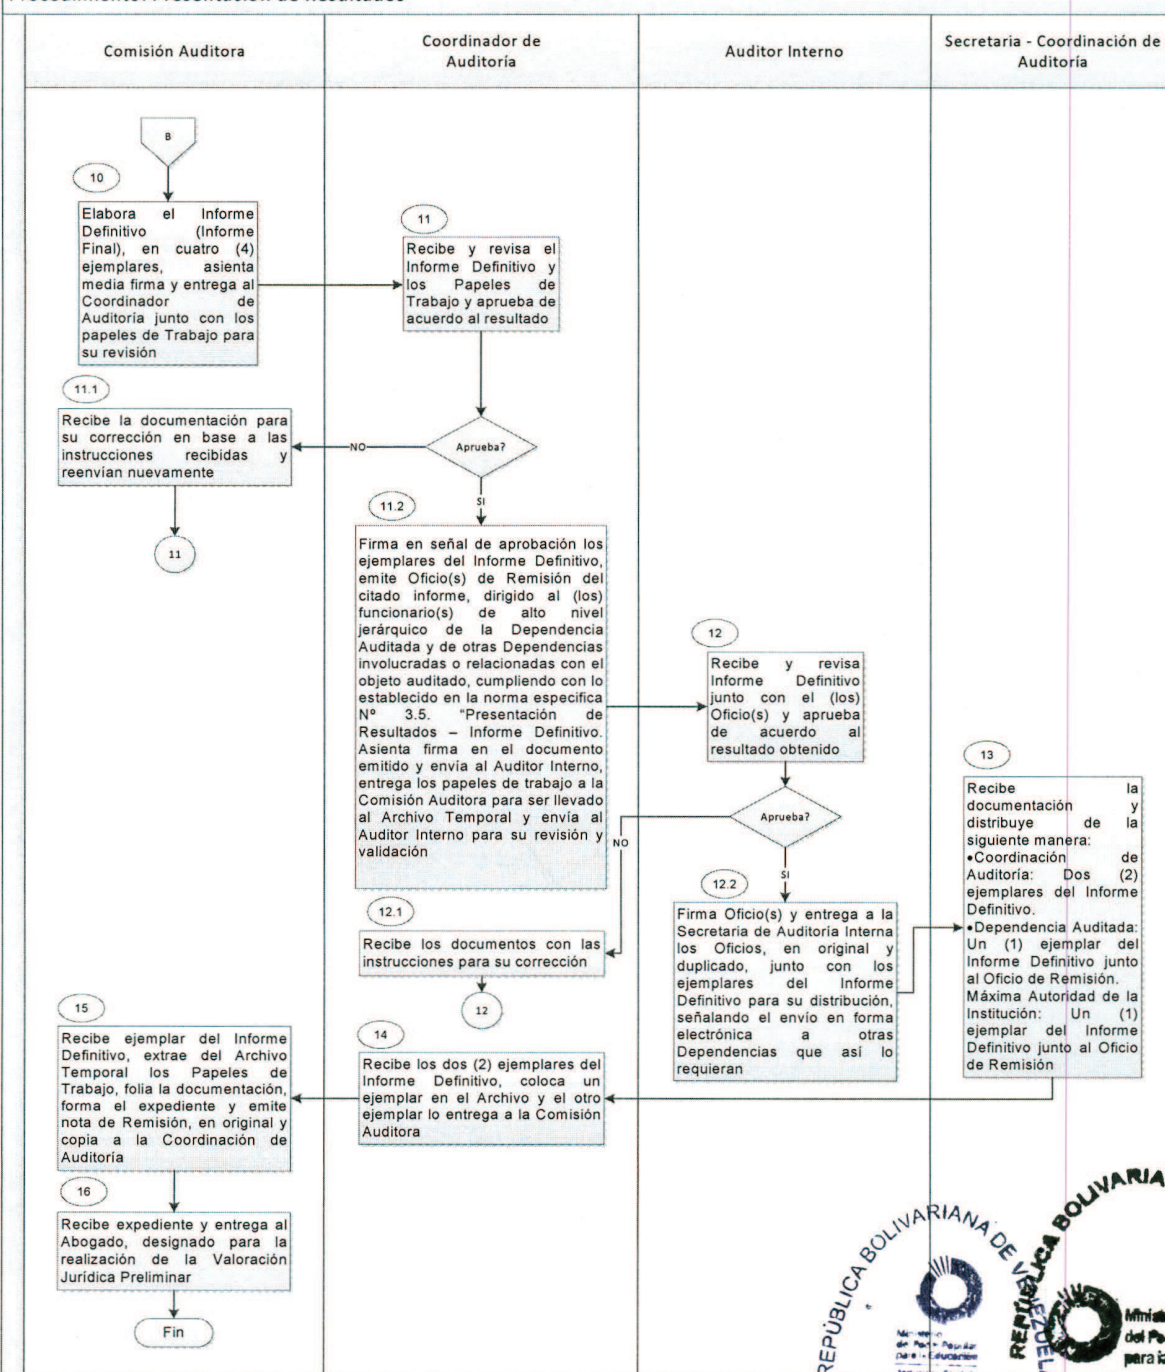 Procedimiento: Presentación de Resultados
Comisión Auditora
Coordinador de
Auditoría
Auditor Interno
Secretaria - Coordinación de
Auditoría
B
10
Elabora el Informe
Definitivo (Informe
Final), en cuatro (4)
ejemplares, asienta
media firma y entrega al
Coordinador de
Auditoría junto con los
papeles de Trabajo para
su revisión
11
Recibe y revisa el
Informe Definitivo y
los Papeles de
Trabajo y aprueba de
acuerdo al resultado
11.1
Recibe la documentación para
su corrección en base a las
instrucciones recibidas y
reenvían nuevamente
NO
Aprueba?
SI
11
11.2
Firma en señal de aprobación los
ejemplares del Informe Definitivo,
emite Oficio(s) de Remisión del
citado informe, dirigido al (los)
funcionario(s) de alto nivel
jerárquico de la Dependencia
Auditada y de otras Dependencias
involucradas o relacionadas con el
objeto auditado, cumpliendo con lo
establecido en la norma especifica
Nº 3.5. "Presentación de
Resultados – Informe Definitivo.
Asienta firma en el documento
emitido y envía al Auditor Interno,
entrega los papeles de trabajo a la
Comisión Auditora para ser llevado
al Archivo Temporal y envía al
Auditor Interno para su revisión y
validación
12
Recibe y revisa
Informe Definitivo
junto con el (los)
Oficio(s) y aprueba
de acuerdo al
resultado obtenido
Aprueba?
NO
SI
12.1
Recibe los documentos con las
instrucciones para su corrección
12
12.2
Firma Oficio(s) y entrega a la
Secretaria de Auditoría Interna
los Oficios, en original y
duplicado, junto con los
ejemplares del Informe
Definitivo para su distribución,
señalando el envío en forma
electrónica a otras
Dependencias que así lo
requieran
13
Recibe la
documentación y
distribuye de la
siguiente manera:
•Coordinación de
Auditoría: Dos (2)
ejemplares del Informe
Definitivo.
•Dependencia Auditada:
Un (1) ejemplar del
Informe Definitivo junto
al Oficio de Remisión.
Máxima Autoridad de la
Institución: Un (1)
ejemplar del Informe
Definitivo junto al Oficio
de Remisión
14
Recibe los dos (2) ejemplares del
Informe Definitivo, coloca un
ejemplar en el Archivo y el otro
ejemplar lo entrega a la Comisión
Auditora
15
Recibe ejemplar del Informe
Definitivo, extrae del Archivo
Temporal los Papeles de
Trabajo, folia la documentación,
forma el expediente y emite
nota de Remisión, en original y
copia a la Coordinación de
Auditoría
16
Recibe expediente y entrega al
Abogado, designado para la
realización de la Valoración
Jurídica Preliminar
Fin
REPÚBLICA BOLIVARIANA DE VENEZUEL
Ministerio
del Poder Popular
para la Educación
REPÚBLICA BOLIVARIA